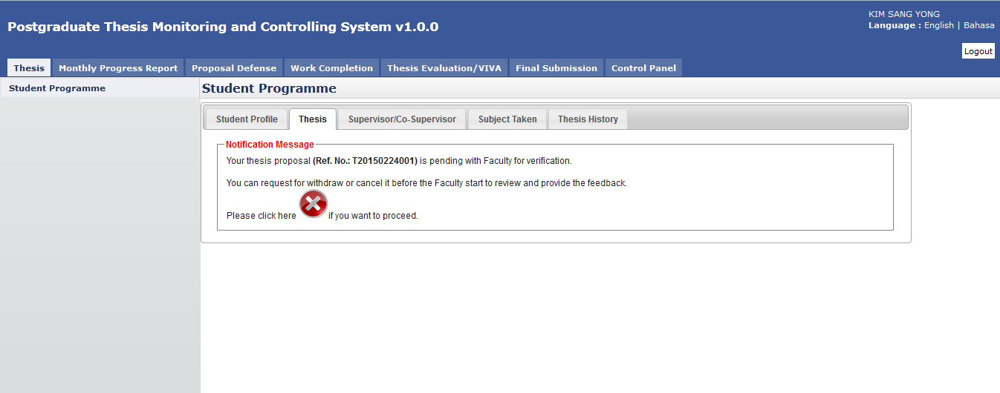 KIM SANG YONG
Postgraduate Thesis Monitoring and Controlling System v1.0.0
Language : English | Bahasa
Logout
Thesis Monthly Progress Report Proposal Defense Work Completion Thesis Evaluation/VIVA Final Submission Control Panel
Student Programme
Student Programme
Student Profile Thesis Supervisor/Co-Supervisor Subject Taken Thesis History
Notification Message
Your thesis proposal (Ref. No.: T20150224001) is pending with Faculty for verification.
You can request for withdraw or cancel it before the Faculty start to review and provide the feedback.
Please click here if you want to proceed.